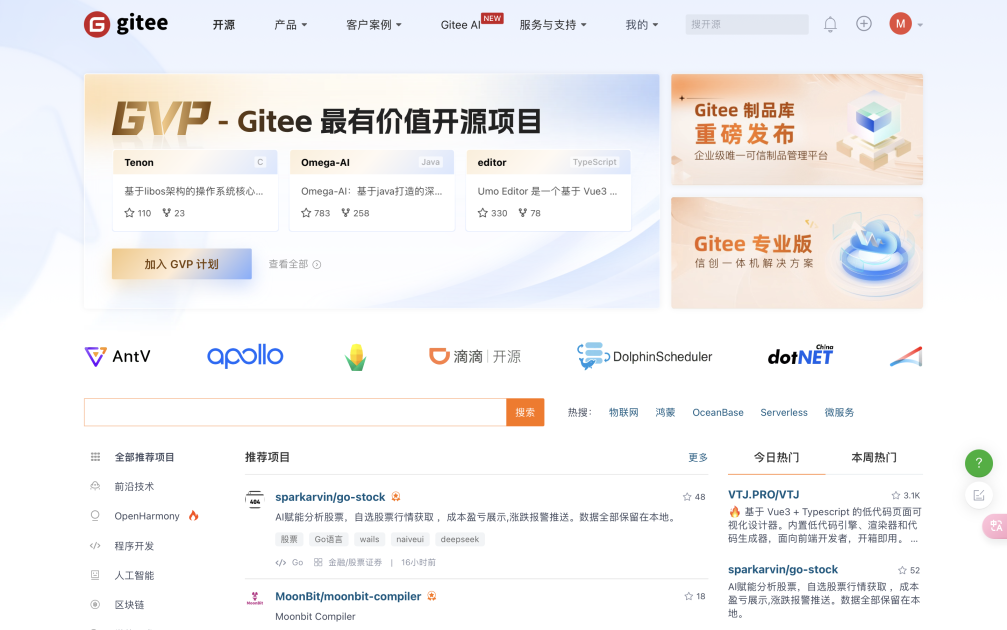 gitee
开源
产品
客户案例
Gitee AI
NEW
服务与支持
我的
搜开源
M
GVP - Gitee 最有价值开源项目
Tenon
C
基于libos架构的操作系统核心...
110
23
Omega-AI
Java
Omega-AI：基于java打造的深...
783
258
editor
TypeScript
Umo Editor 是一个基于 Vue3 ...
330
78
加入 GVP 计划
查看全部
Gitee 制品库
重磅发布
企业级唯一可信制品管理平台
Gitee 专业版
信创一体机解决方案
AntV
apollo
滴滴 | 开源
DolphinScheduler
China
dotNET
搜索
热搜：
物联网
鸿蒙
OceanBase
Serverless
微服务
全部推荐项目
前沿技术
OpenHarmony
程序开发
人工智能
区块链
推荐项目
更多
404
sparkarvin/go-stock
48
AI赋能分析股票，自选股票行情获取 ，成本盈亏展示,涨跌报警推送。数据全部保留在本地。
股票
Go语言
wails
naiveui
deepseek
Go
金融/股票证券
|
16小时前
MoonBit
MoonBit/moonbit-compiler
18
Moonbit Compiler
今日热门
本周热门
VTJ.PRO/VTJ
3.1K
🔥 基于 Vue3 + Typescript 的低代码页面可
视化设计器。内置低代码引擎、渲染器和代
码生成器，面向前端开发者，开箱即用。 ...
sparkarvin/go-stock
52
AI赋能分析股票，自选股票行情获取 ，成本
盈亏展示,涨跌报警推送。数据全部保留在本
地。
?